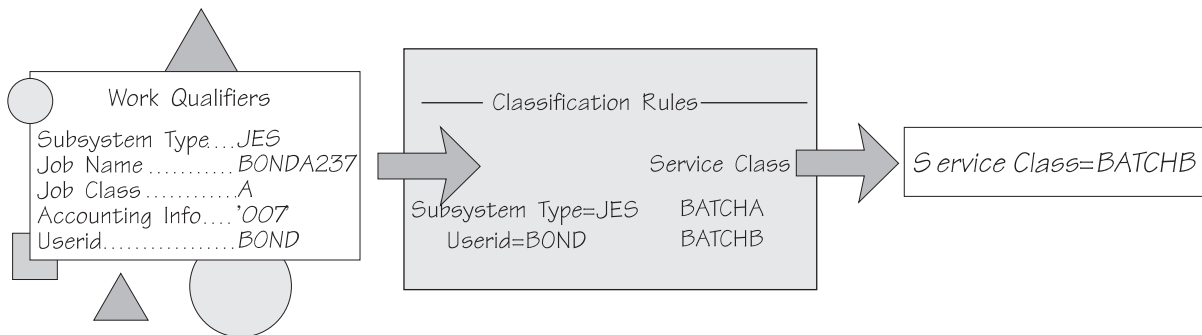 Work Qualifiers
Subsystem Type....JES
Job Name ...........BONDA237
Job Class ............A
Accounting Info....'007'
Userid.................BOND
Classification Rules
Service Class
Subsystem Type=JES BATCHA
Userid=BOND BATCHB
Service Class=BATCHB